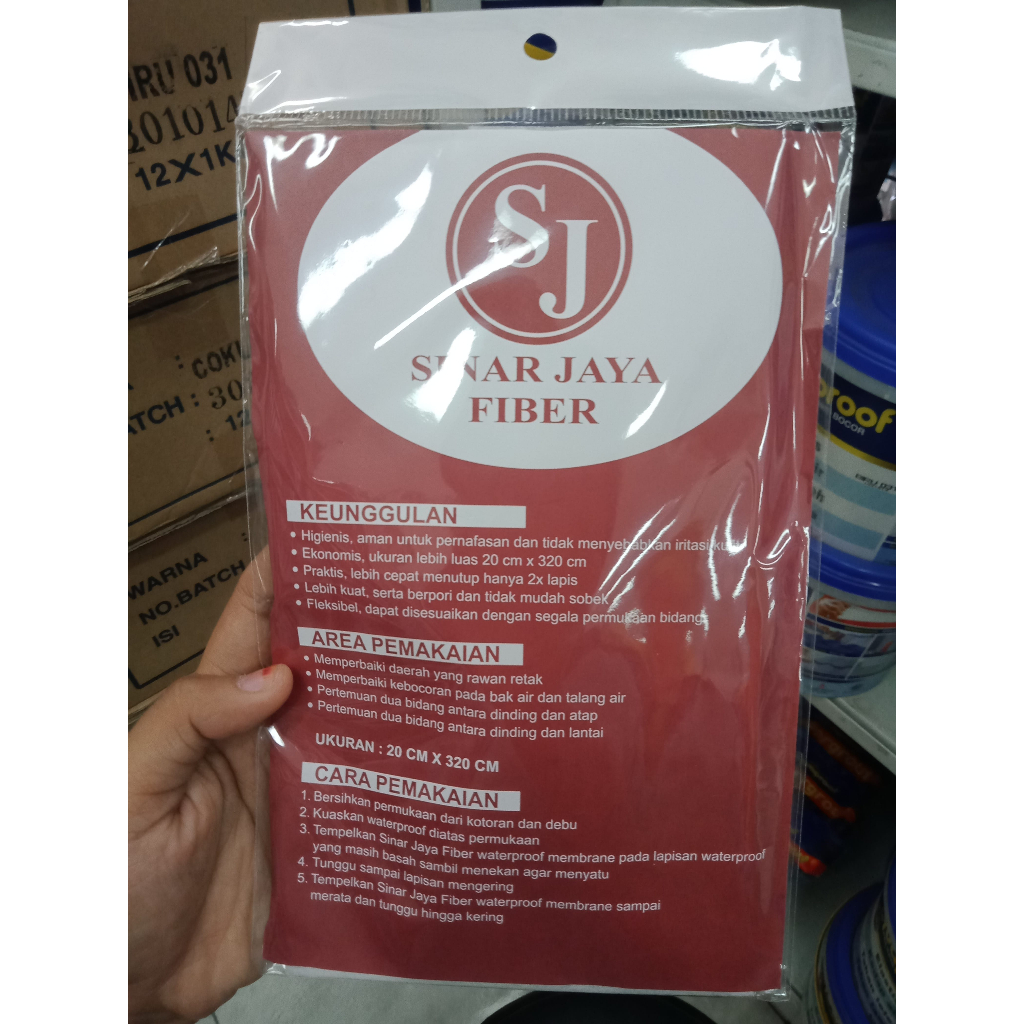 031
12X1K
SJ
SINAR JAYA
FIBER
KEUNGGULAN
• Higienis, aman untuk pernafasan dan tidak menyebabkan iritasi kulit
• Ekonomis, ukuran lebih luas 20 cm x 320 cm
• Praktis, lebih cepat menutup hanya 2x lapis
• Lebih kuat, serta berpori dan tidak mudah sobek
• Fleksibel, dapat disesuaikan dengan segala permukaan bidang
AREA PEMAKAIAN
• Memperbaiki daerah yang rawan retak
• Memperbaiki kebocoran pada bak air dan talang air
• Pertemuan dua bidang antara dinding dan atap
• Pertemuan dua bidang antara dinding dan lantai
UKURAN : 20 CM X 320 CM
CARA PEMAKAIAN
1. Bersihkan permukaan dari kotoran dan debu
2. Kuaskan waterproof diatas permukaan
3. Tempelkan Sinar Jaya Fiber waterproof membrane pada lapisan waterproof
yang masih basah sambil menekan agar menyatu
4. Tunggu sampai lapisan mengering
5. Tempelkan Sinar Jaya Fiber waterproof membrane sampai
merata dan tunggu hingga kering
WARNA :
NO.BATCH
ISI
proof
BOCOR